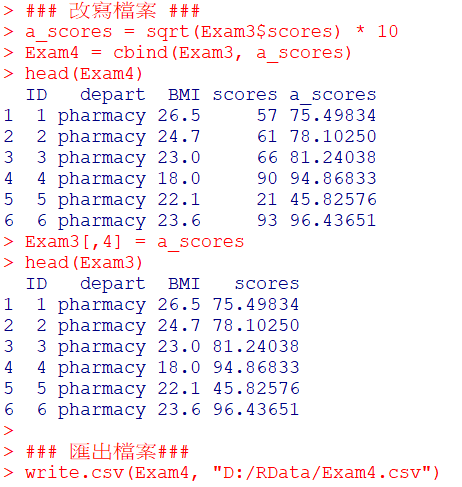 > ### 改寫檔案 ###
> a_scores = sqrt(Exam3$scores) * 10
> Exam4 = cbind(Exam3, a_scores)
> head(Exam4)
  ID   depart  BMI scores a_scores
1  1 pharmacy 26.5     57 75.49834
2  2 pharmacy 24.7     61 78.10250
3  3 pharmacy 23.0     66 81.24038
4  4 pharmacy 18.0     90 94.86833
5  5 pharmacy 22.1     21 45.82576
6  6 pharmacy 23.6     93 96.43651
> Exam3[,4] = a_scores
> head(Exam3)
  ID   depart  BMI   scores
1  1 pharmacy 26.5 75.49834
2  2 pharmacy 24.7 78.10250
3  3 pharmacy 23.0 81.24038
4  4 pharmacy 18.0 94.86833
5  5 pharmacy 22.1 45.82576
6  6 pharmacy 23.6 96.43651
>
> ### 匯出檔案###
> write.csv(Exam4, "D:/RData/Exam4.csv")